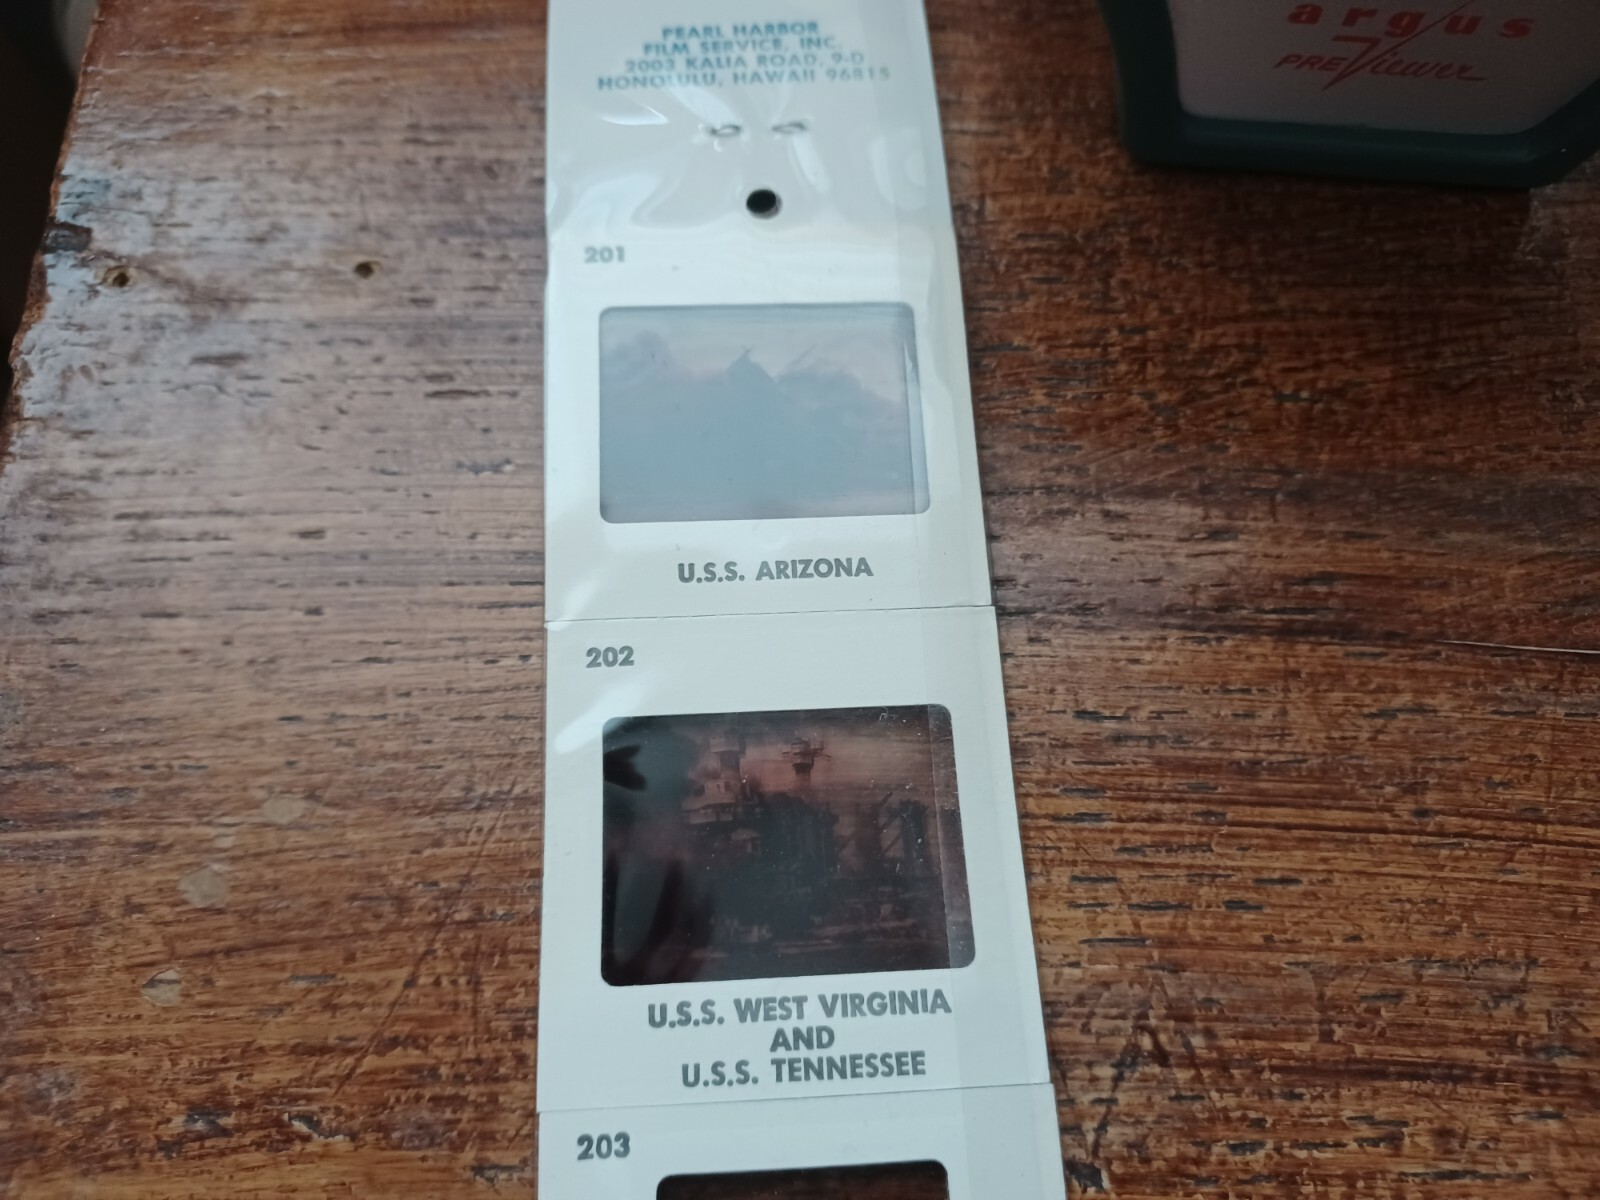 PEARL HARBOR
FILM SERVICE, INC.
2003 KALIA ROAD, 9-D
HONOLULU, HAWAII 96815
argus
PREViewer
201
U.S.S. ARIZONA
202
U.S.S. WEST VIRGINIA
AND
U.S.S. TENNESSEE
203